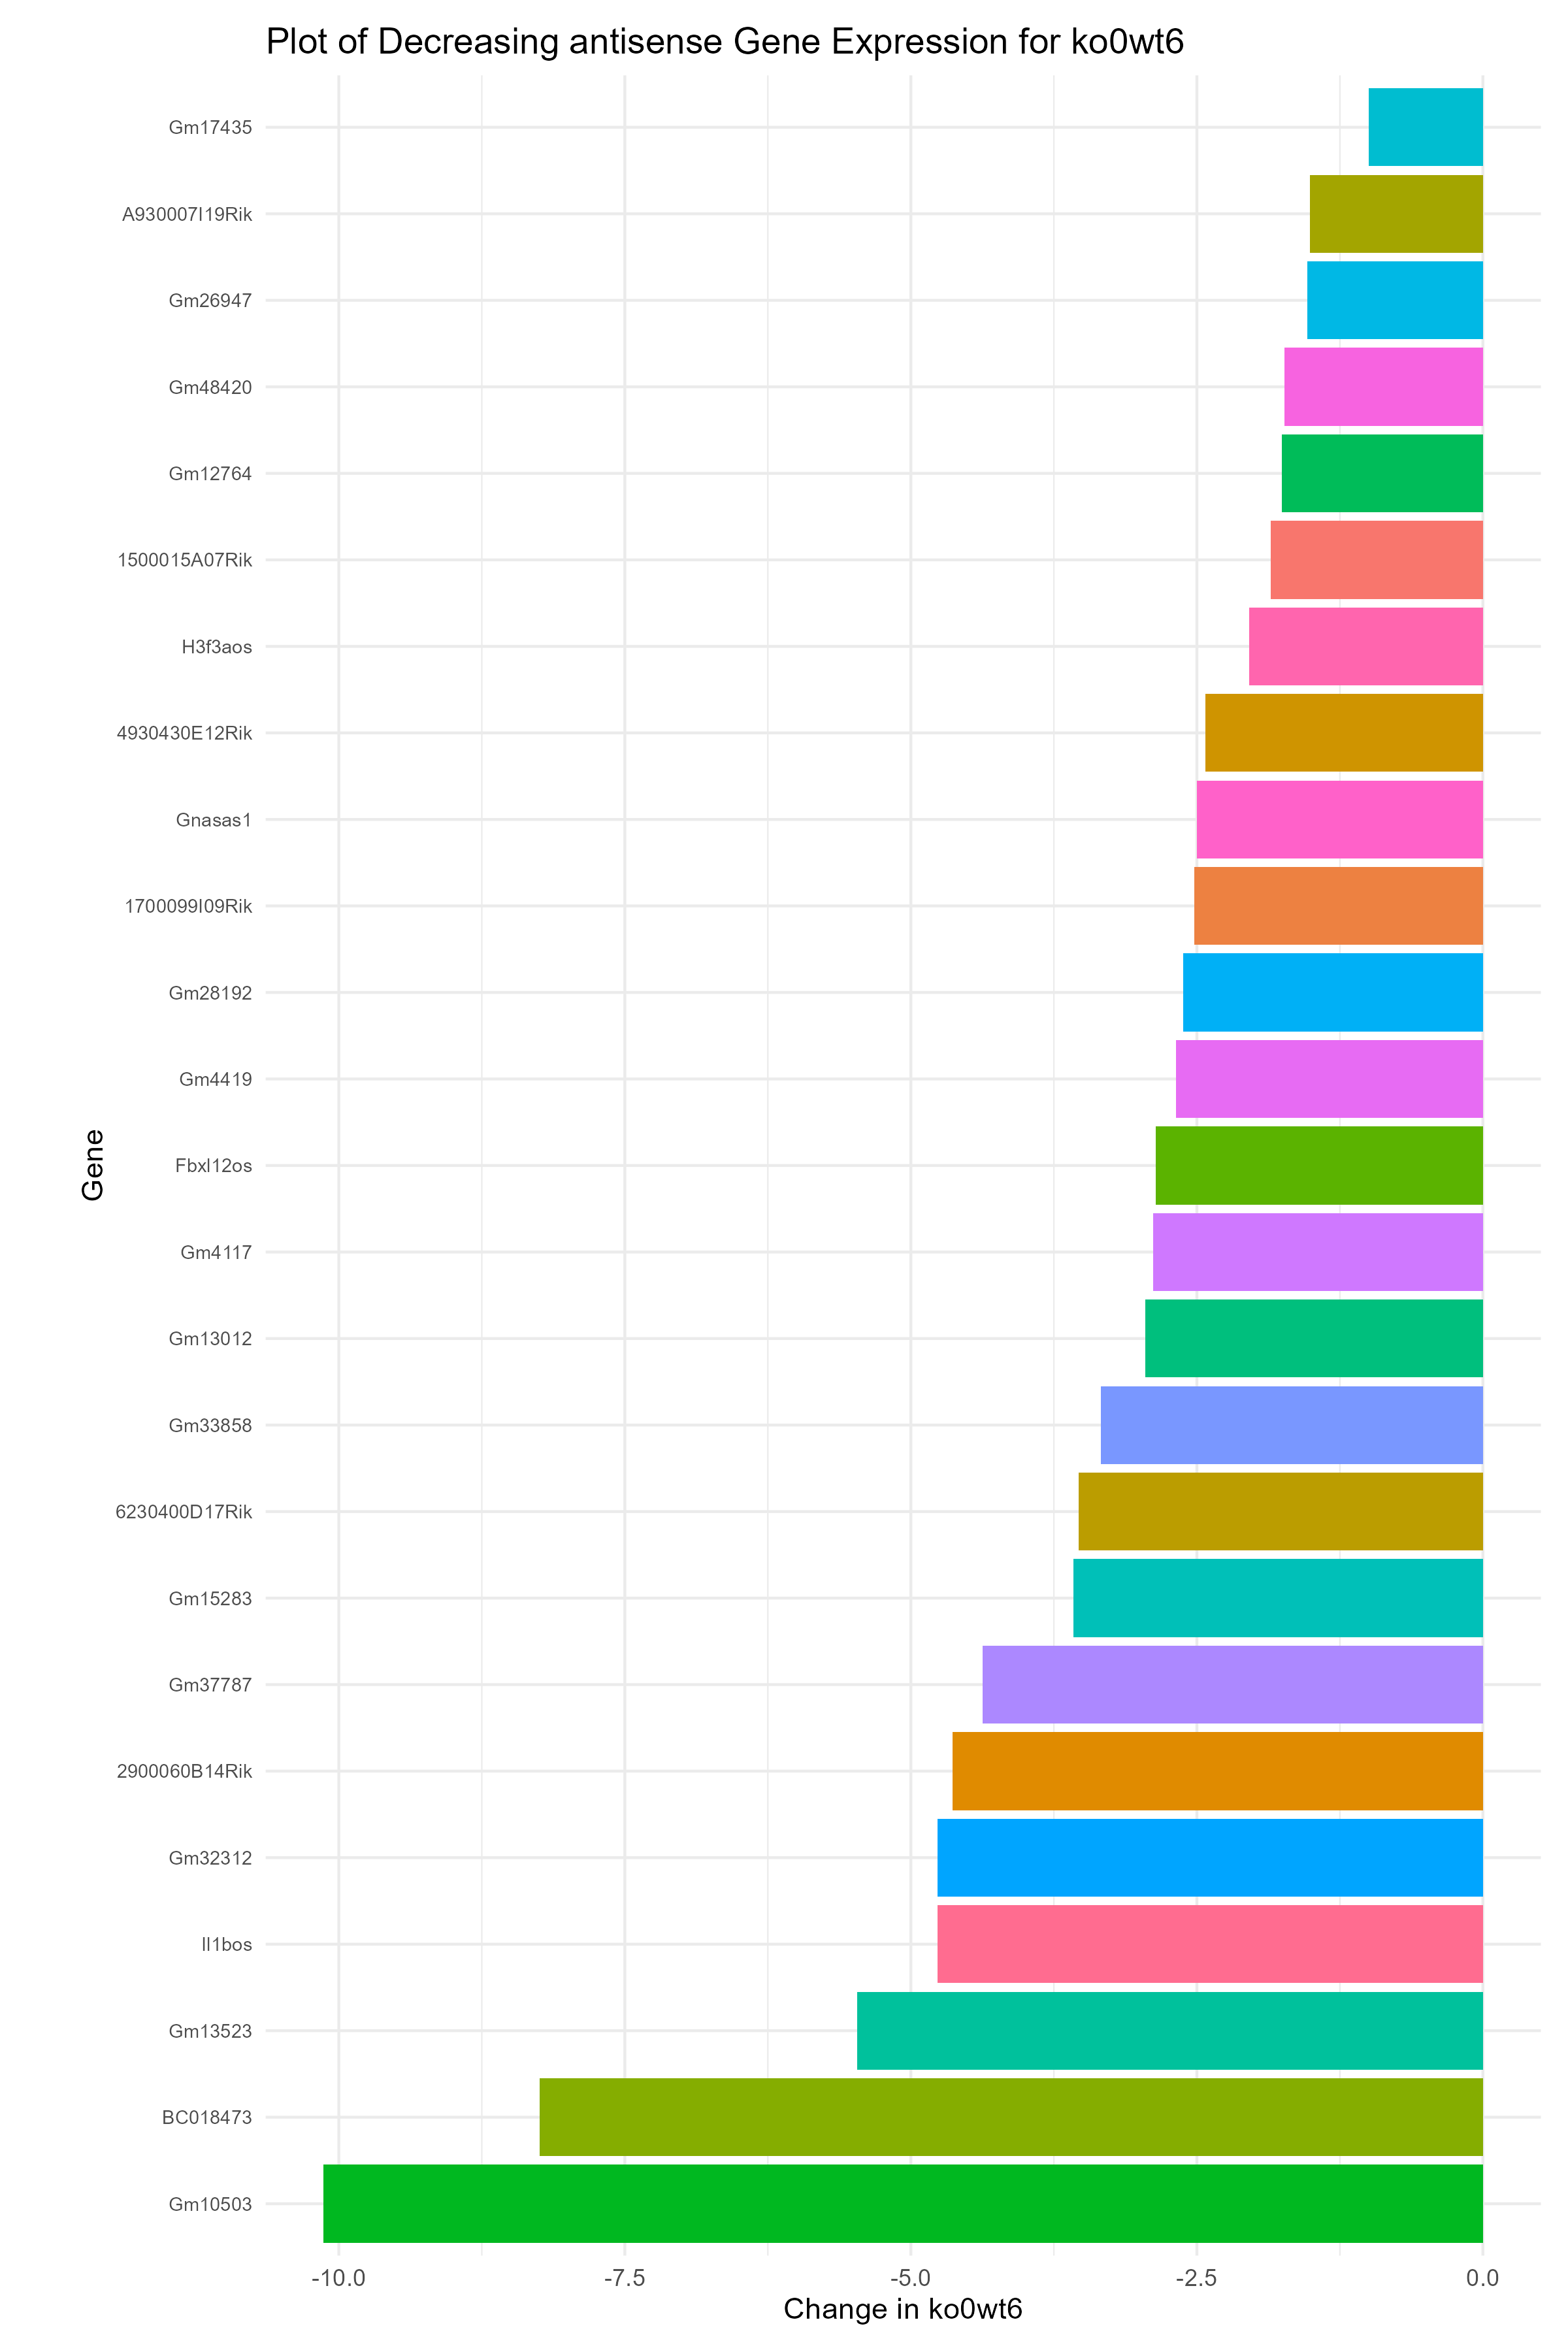 Plot of Decreasing antisense Gene Expression for ko0wt6
Gm17435
A930007I19Rik
Gm26947
Gm48420
Gm12764
1500015A07Rik
H3f3aos
4930430E12Rik
Gnasas1
1700099I09Rik
Gm28192
Gm4419
Fbxl12os
Gene
Gm4117
Gm13012
Gm33858
6230400D17Rik
Gm15283
Gm37787
2900060B14Rik
Gm32312
Il1bos
Gm13523
BC018473
Gm10503
-10.0 -7.5 -5.0 -2.5 0.0
Change in ko0wt6